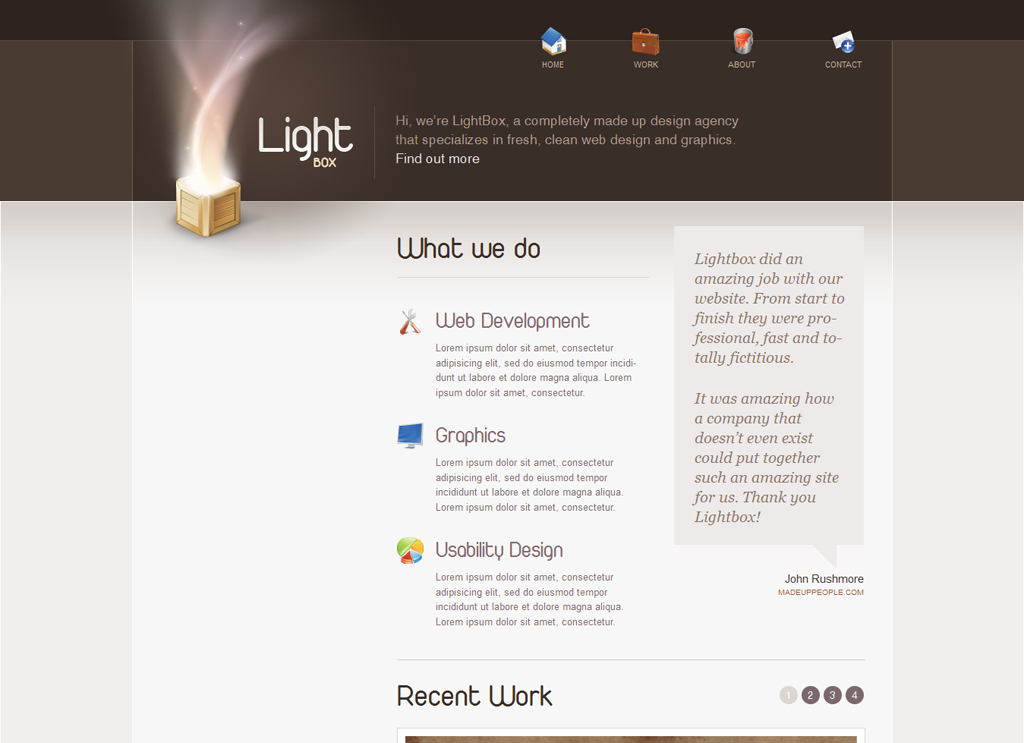 HOME
WORK
ABOUT
CONTACT
Light
BOX
Hi, we're LightBox, a completely made up design agency
that specializes in fresh, clean web design and graphics.
Find out more
What we do
Web Development
Lorem ipsum dolor sit amet, consectetur
adipisicing elit, sed do eiusmod tempor incidi-
dunt ut labore et dolore magna aliqua. Lorem
ipsum dolor sit amet, consectetur.
Graphics
Lorem ipsum dolor sit amet, consectetur
adipisicing elit, sed do eiusmod tempor
incididunt ut labore et dolore magna aliqua.
Lorem ipsum dolor sit amet, consectetur.
Usability Design
Lorem ipsum dolor sit amet, consectetur
adipisicing elit, sed do eiusmod tempor
incididunt ut labore et dolore magna aliqua.
Lorem ipsum dolor sit amet, consectetur.
Lightbox did an
amazing job with our
website. From start to
finish they were pro-
fessional, fast and to-
tally fictitious.
It was amazing how
a company that
doesn't even exist
could put together
such an amazing site
for us. Thank you
Lightbox!
John Rushmore
MADEUPPEOPLE.COM
Recent Work
1 2 3 4